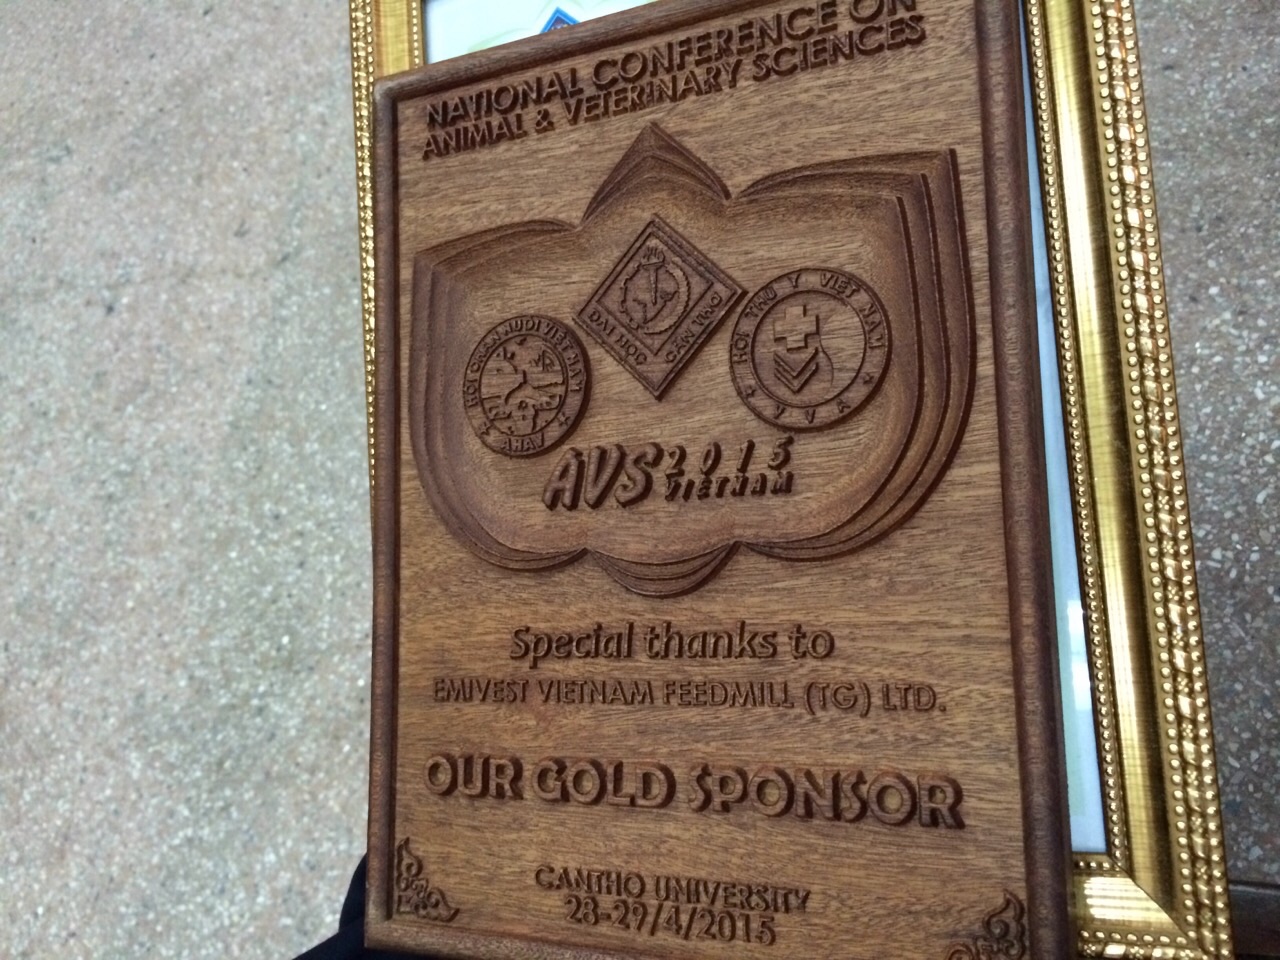 NATIONAL CONFERENCE ON
ANIMAL & VETERINARY SCIENCES
ĐẠI HỌC
CẦN THƠ
HỘI CHĂN NUÔI VIỆT NAM
AHAV
HỘI THÚ Y VIỆT NAM
V V A
AVS 2015
VIETNAM
Special thanks to
EMIVEST VIETNAM FEEDMILL (TG) LTD.
OUR GOLD SPONSOR
CANTHO UNIVERSITY
28-29/4/2015